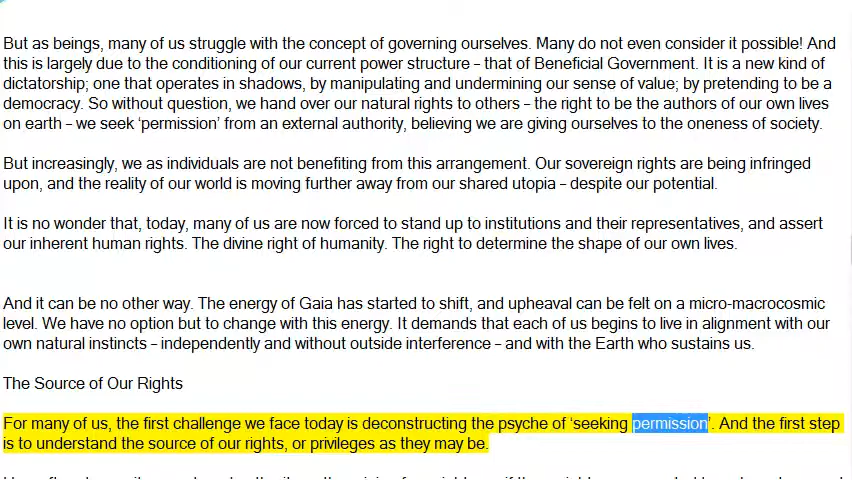 But as beings, many of us struggle with the concept of governing ourselves. Many do not even consider it possible! And
this is largely due to the conditioning of our current power structure – that of Beneficial Government. It is a new kind of
dictatorship; one that operates in shadows, by manipulating and undermining our sense of value; by pretending to be a
democracy. So without question, we hand over our natural rights to others – the right to be the authors of our own lives
on earth – we seek ‘permission’ from an external authority, believing we are giving ourselves to the oneness of society.
But increasingly, we as individuals are not benefiting from this arrangement. Our sovereign rights are being infringed
upon, and the reality of our world is moving further away from our shared utopia – despite our potential.
It is no wonder that, today, many of us are now forced to stand up to institutions and their representatives, and assert
our inherent human rights. The divine right of humanity. The right to determine the shape of our own lives.
And it can be no other way. The energy of Gaia has started to shift, and upheaval can be felt on a micro-macrocosmic
level. We have no option but to change with this energy. It demands that each of us begins to live in alignment with our
own natural instincts – independently and without outside interference – and with the Earth who sustains us.
The Source of Our Rights
For many of us, the first challenge we face today is deconstructing the psyche of ‘seeking permission’. And the first step
is to understand the source of our rights, or privileges as they may be.